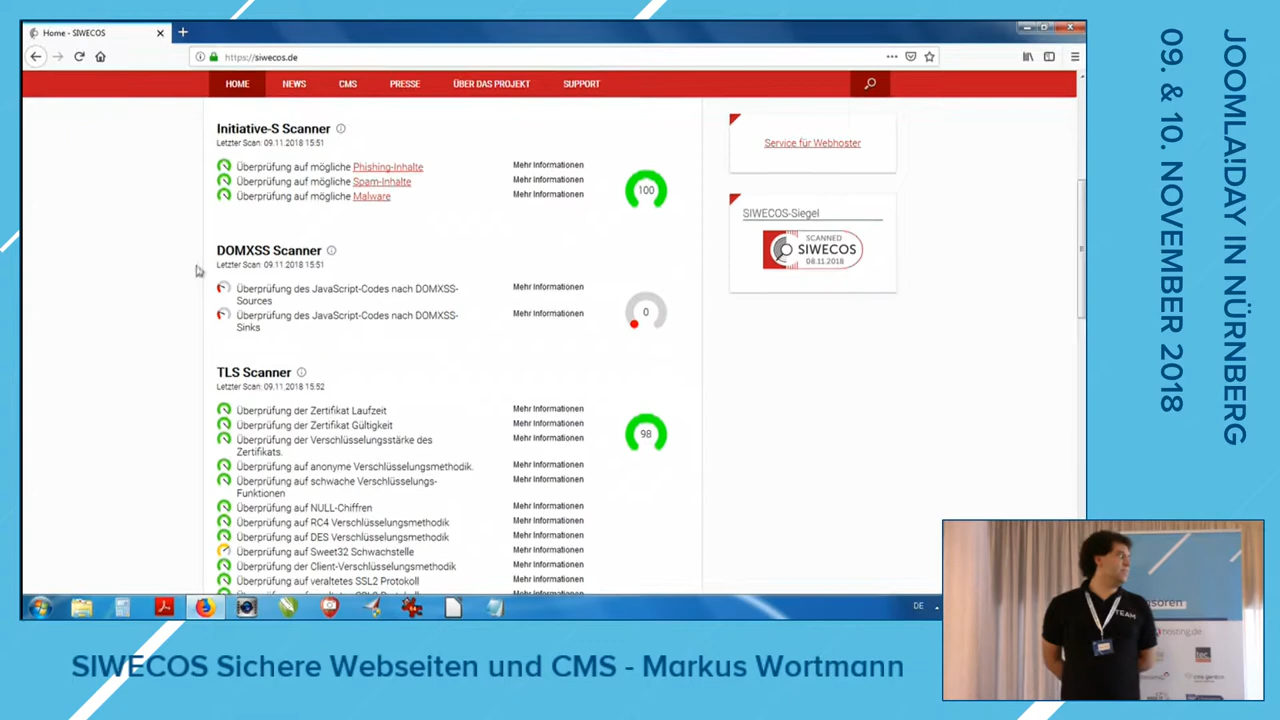 Home - SIWECOS
https://siwecos.de
HOME NEWS CMS PRESSE ÜBER DAS PROJEKT SUPPORT
Initiative-S Scanner
Letzter Scan: 09.11.2018 15:51
Überprüfung auf mögliche Phishing-Inhalte Mehr Informationen
Überprüfung auf mögliche Spam-Inhalte Mehr Informationen
Überprüfung auf mögliche Malware Mehr Informationen
100
DOMXSS Scanner
Letzter Scan: 09.11.2018 15:51
Überprüfung des JavaScript-Codes nach DOMXSS- Mehr Informationen
Sources
Überprüfung des JavaScript-Codes nach DOMXSS- Mehr Informationen
Sinks
0
TLS Scanner
Letzter Scan: 09.11.2018 15:52
Überprüfung der Zertifikat Laufzeit Mehr Informationen
Überprüfung der Zertifikat Gültigkeit Mehr Informationen
Überprüfung der Verschlüsselungsstärke des Mehr Informationen
Zertifikats.
98
Überprüfung auf anonyme Verschlüsselungsmethodik. Mehr Informationen
Überprüfung auf schwache Verschlüsselungs- Mehr Informationen
Funktionen
Überprüfung auf NULL-Chiffren Mehr Informationen
Überprüfung auf RC4 Verschlüsselungsmethodik Mehr Informationen
Überprüfung auf DES Verschlüsselungsmethodik Mehr Informationen
Überprüfung auf Sweet32 Schwachstelle Mehr Informationen
Überprüfung der Client-Verschlüsselungsmethodik Mehr Informationen
Überprüfung auf veraltetes SSL2 Protokoll Mehr Informationen
Service für Webhoster
SIWECOS-Siegel
SCANNED
SIWECOS
08.11.2018
DE
JOOMLA!DAY IN NÜRNBERG
09. & 10. NOVEMBER 2018
TEAM
hosting.de
SIWECOS Sichere Webseiten und CMS - Markus Wortmann